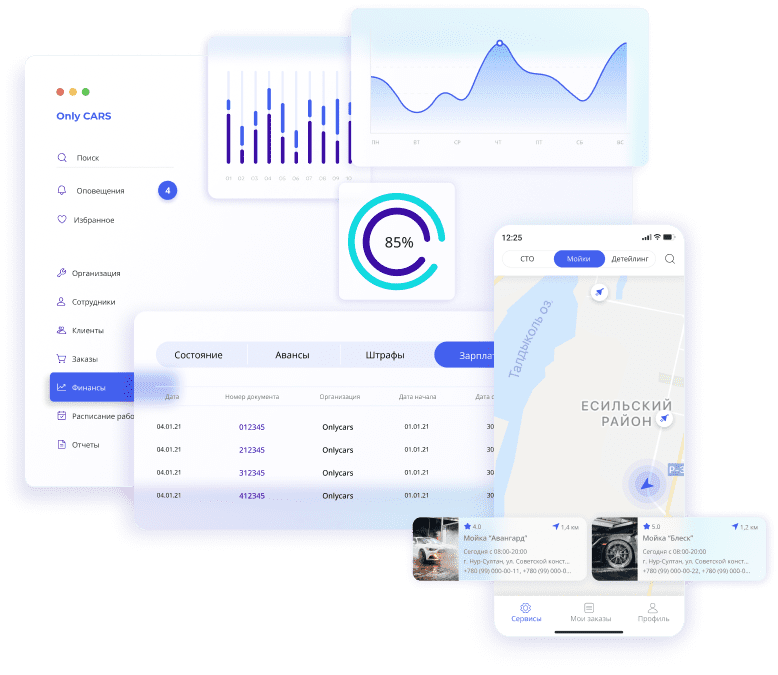 Only CARS
Поиск
Оповещения 4
Избранное
Организация
Сотрудники
Клиенты
Заказы
Финансы
Расписание рабо
Отчеты
01 02 03 04 05 06 07 08 09 10
ПН ВТ СР ЧТ ПТ СБ ВС
85%
Состояние Авансы Штрафы Зарплат
Дата Номер документа Организация Дата начала Дата о
04.01.21 012345 Onlycars 01.01.21 30
04.01.21 212345 Onlycars 01.01.21 30
04.01.21 312345 Onlycars 01.01.21 30
04.01.21 412345 Onlycars 01.01.21 30
12:25
СТО Мойки Детейлинг
Талдыколь оз.
ЕСИЛЬСКИЙ
РАЙОН
Р-3
4.0 1,4 км
Мойка "Авангард"
Сегодня с 08:00-20:00
г. Нур-Султан, ул. Советской конст...
+780 (99) 000-00-11, +780 (99) 000-0...
5.0 1,2 км
Мойка "Блеск"
Сегодня с 08:00-20:00
г. Нур-Султан, ул. Советской конст...
+780 (99) 000-00-22, +780 (99) 000-0...
Сервисы Мои заказы Профиль